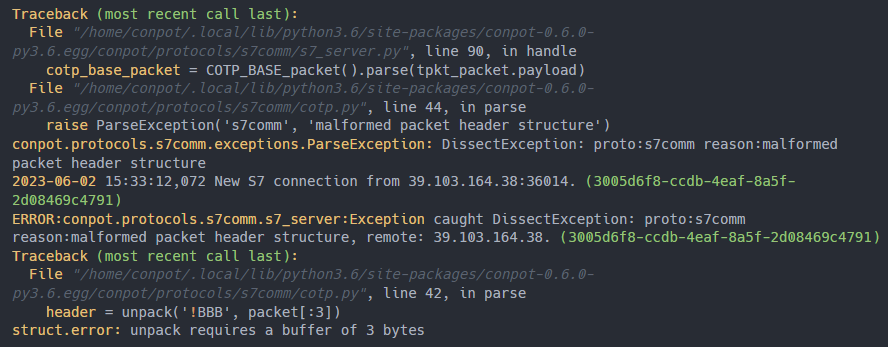 Traceback (most recent call last):
  File "/home/conpot/.local/lib/python3.6/site-packages/conpot-0.6.0-
py3.6.egg/conpot/protocols/s7comm/s7_server.py", line 90, in handle
    cotp_base_packet = COTP_BASE_packet().parse(tpkt_packet.payload)
  File "/home/conpot/.local/lib/python3.6/site-packages/conpot-0.6.0-
py3.6.egg/conpot/protocols/s7comm/cotp.py", line 44, in parse
    raise ParseException('s7comm', 'malformed packet header structure')
conpot.protocols.s7comm.exceptions.ParseException: DissectException: proto:s7comm reason:malformed
packet header structure
2023-06-02 15:33:12,072 New S7 connection from 39.103.164.38:36014. (3005d6f8-ccdb-4eaf-8a5f-
2d08469c4791)
ERROR:conpot.protocols.s7comm.s7_server:Exception caught DissectException: proto:s7comm
reason:malformed packet header structure, remote: 39.103.164.38. (3005d6f8-ccdb-4eaf-8a5f-2d08469c4791)
Traceback (most recent call last):
  File "/home/conpot/.local/lib/python3.6/site-packages/conpot-0.6.0-
py3.6.egg/conpot/protocols/s7comm/cotp.py", line 42, in parse
    header = unpack('!BBB', packet[:3])
struct.error: unpack requires a buffer of 3 bytes